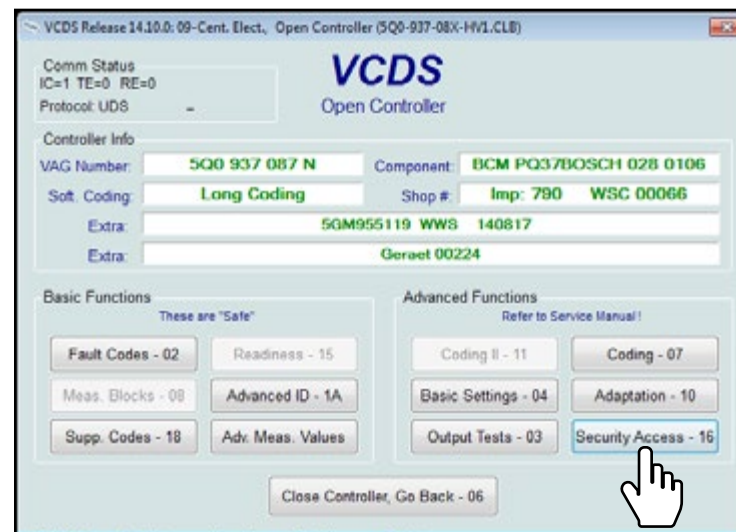 VCDS Release 14.10.0: 09-Cent. Elect., Open Controller (5Q0-937-08X-HV1.CLB)
Comm Status
IC=1 TE=0 RE=0
Protocol: UDS -
VCDS
Open Controller
Controller Info
VAG Number: 5Q0 937 087 N Component: BCM PQ37BOSCH 028 0106
Soft. Coding: Long Coding Shop #: Imp: 790 WSC 00066
Extra: 5GM955119 WWS 140817
Extra: Geraet 00224
Basic Functions
These are "Safe"
Fault Codes - 02 Readiness - 15
Meas. Blocks - 08 Advanced ID - 1A
Supp. Codes - 18 Adv. Meas. Values
Advanced Functions
Refer to Service Manual!
Coding II - 11 Coding - 07
Basic Settings - 04 Adaptation - 10
Output Tests - 03 Security Access - 16
Close Controller, Go Back - 06